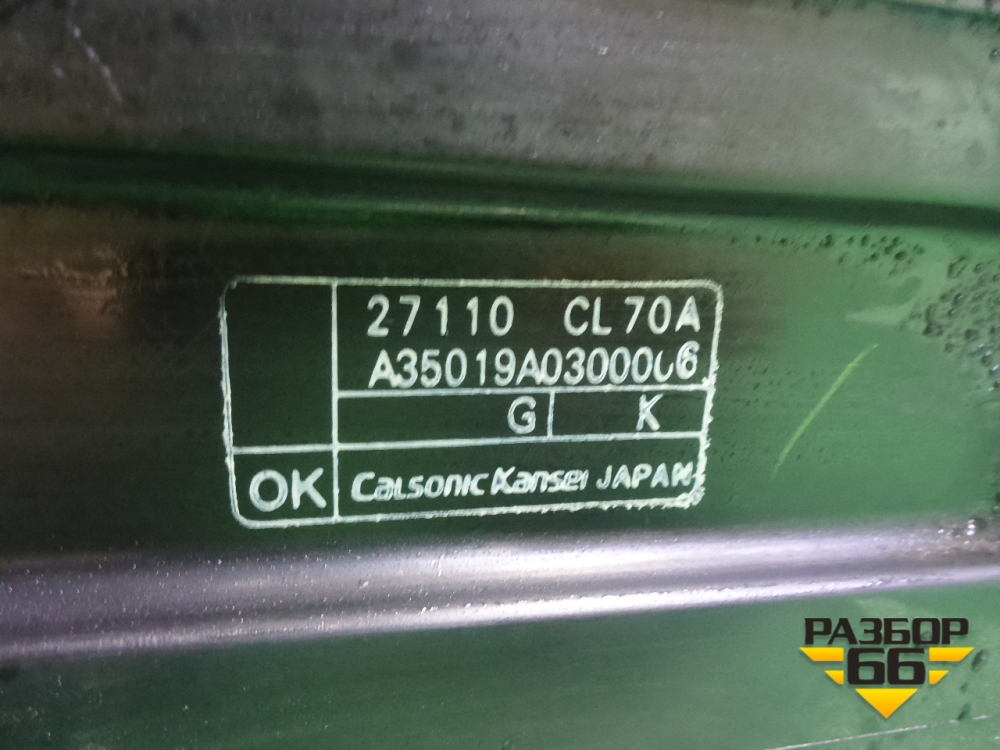 27110 CL70A
A35019A0300006
G K
OK Calsonic Kansei JAPAN
РАЗБОР
66